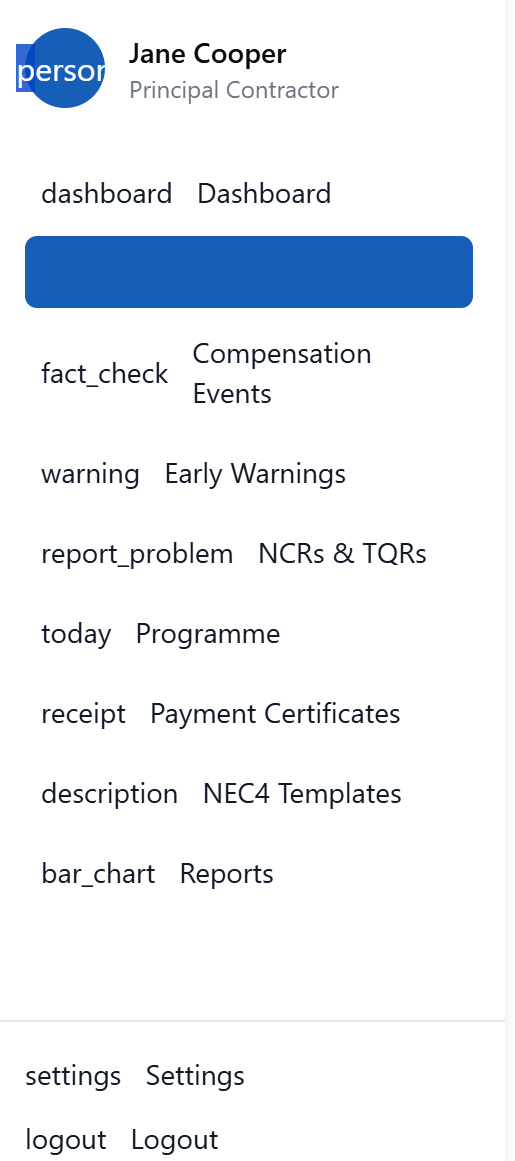 person
Jane Cooper
Principal Contractor
dashboard Dashboard
fact_check Compensation Events
warning Early Warnings
report_problem NCRs & TQRs
today Programme
receipt Payment Certificates
description NEC4 Templates
bar_chart Reports
settings Settings
logout Logout